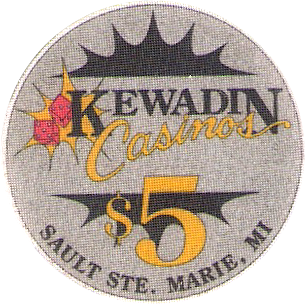 KEWADIN
Casinos
$5
SAULT STE. MARIE, MI